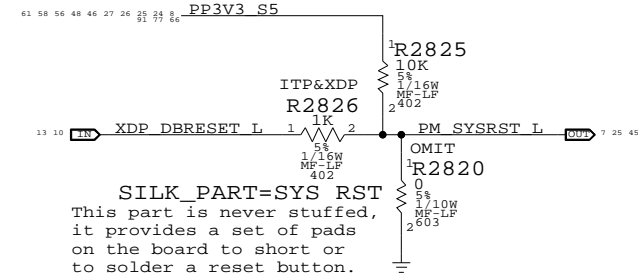 61 58 56 48 46 27 26 25 24 8 PP3V3_S5
91 77 66
1 R2825
10K
5%
1/16W
MF-LF
2 402
ITP&XDP
R2826
13 10 IN XDP_DBRESET_L 1 1K 2 PM_SYSRST_L OUT 7 25 45
5%
1/16W
MF-LF
402
OMIT
1 R2820
0
5%
1/10W
MF-LF
2 603
SILK_PART=SYS RST
This part is never stuffed,
it provides a set of pads
on the board to short or
to solder a reset button.